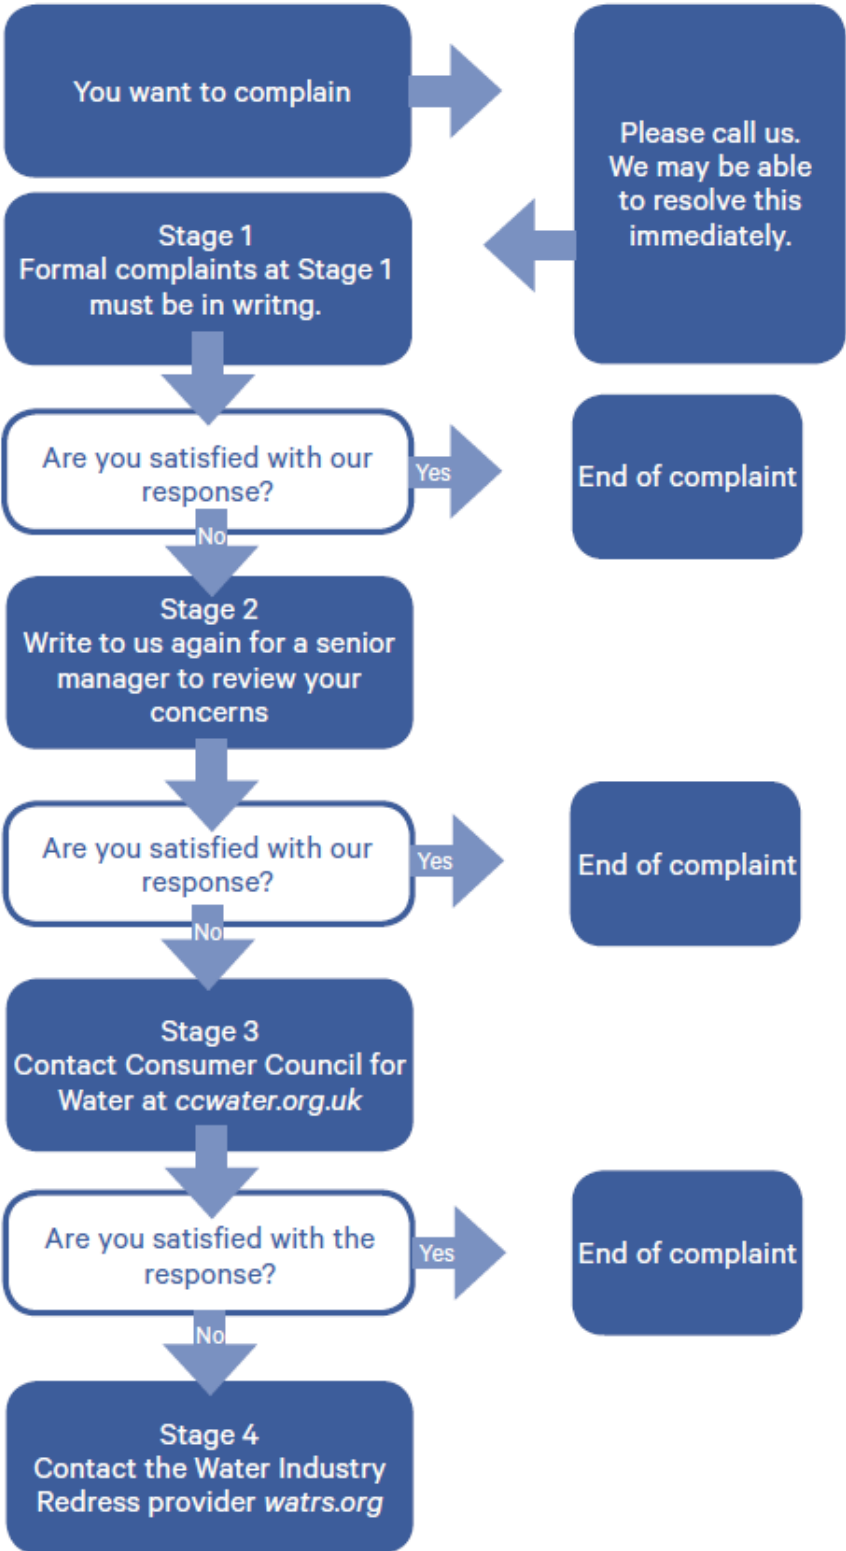 You want to complain
Please call us.
We may be able
to resolve this
immediately.
Stage 1
Formal complaints at Stage 1
must be in writng.
Are you satisfied with our
response?
Yes
End of complaint
No
Stage 2
Write to us again for a senior
manager to review your
concerns
Are you satisfied with our
response?
Yes
End of complaint
No
Stage 3
Contact Consumer Council for
Water at ccwater.org.uk
Are you satisfied with the
response?
Yes
End of complaint
No
Stage 4
Contact the Water Industry
Redress provider watrs.org